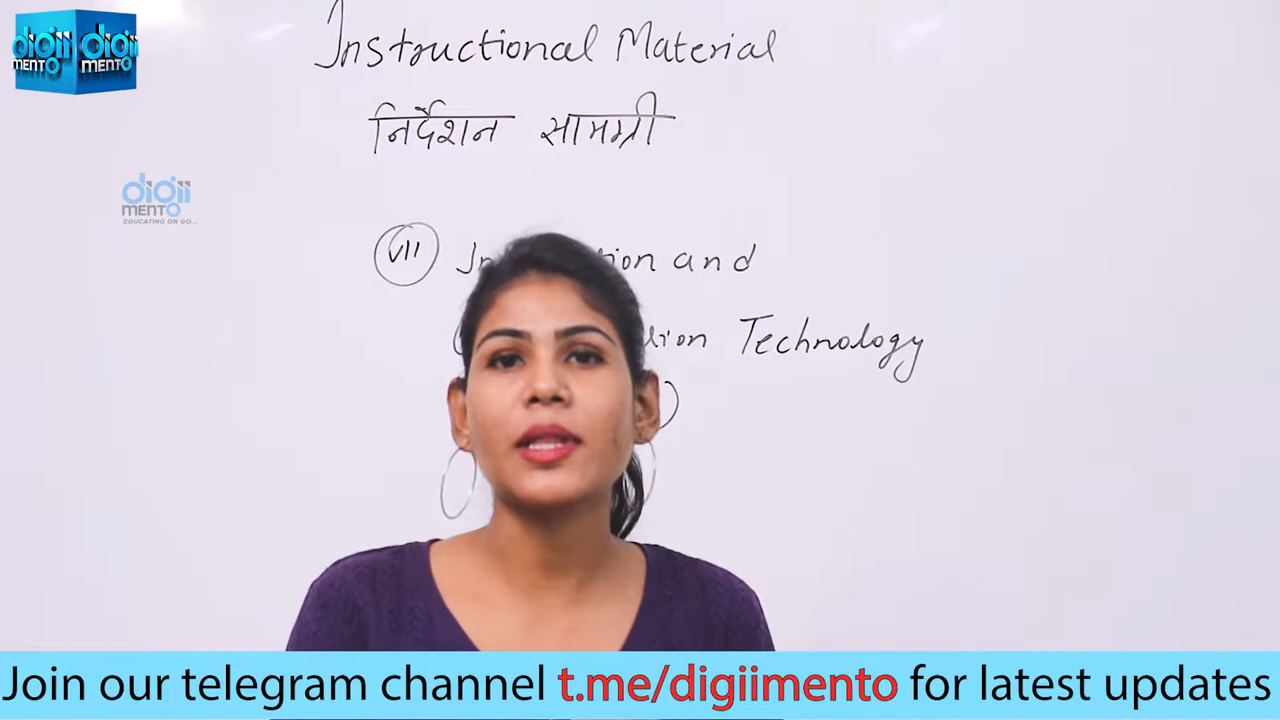 digii digii
MENTO MENTO
Instructional Material
निर्देशन सामग्री
digii
MENTO
EDUCATING ON GO...
VII and
Technology
Join our telegram channel t.me/digiimento for latest updates